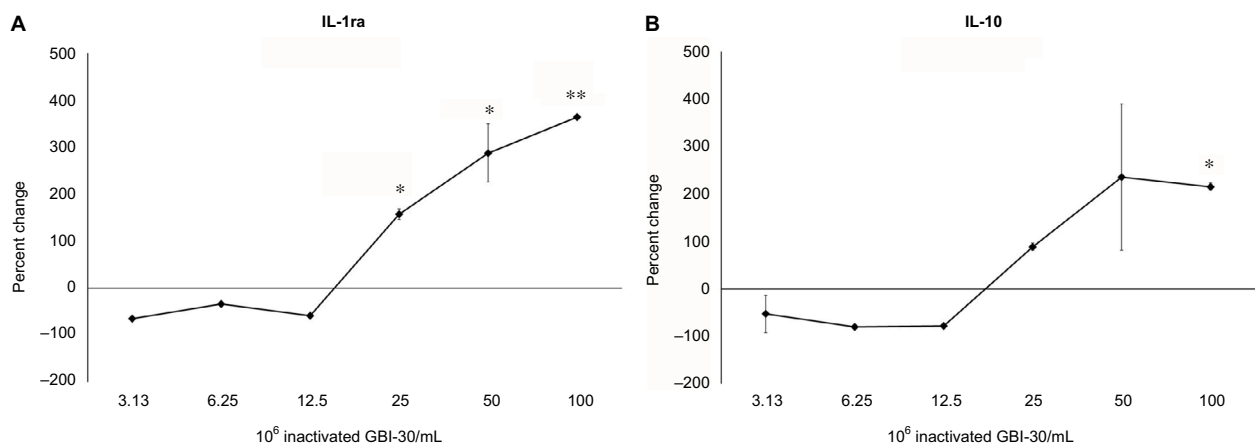 A
IL-1ra
500
400
300
200
100
0
–100
–200
Percent change
*
*
**
3.13 6.25 12.5 25 50 100
10⁶ inactivated GBI-30/mL
B
IL-10
500
400
300
200
100
0
–100
–200
Percent change
*
3.13 6.25 12.5 25 50 100
10⁶ inactivated GBI-30/mL